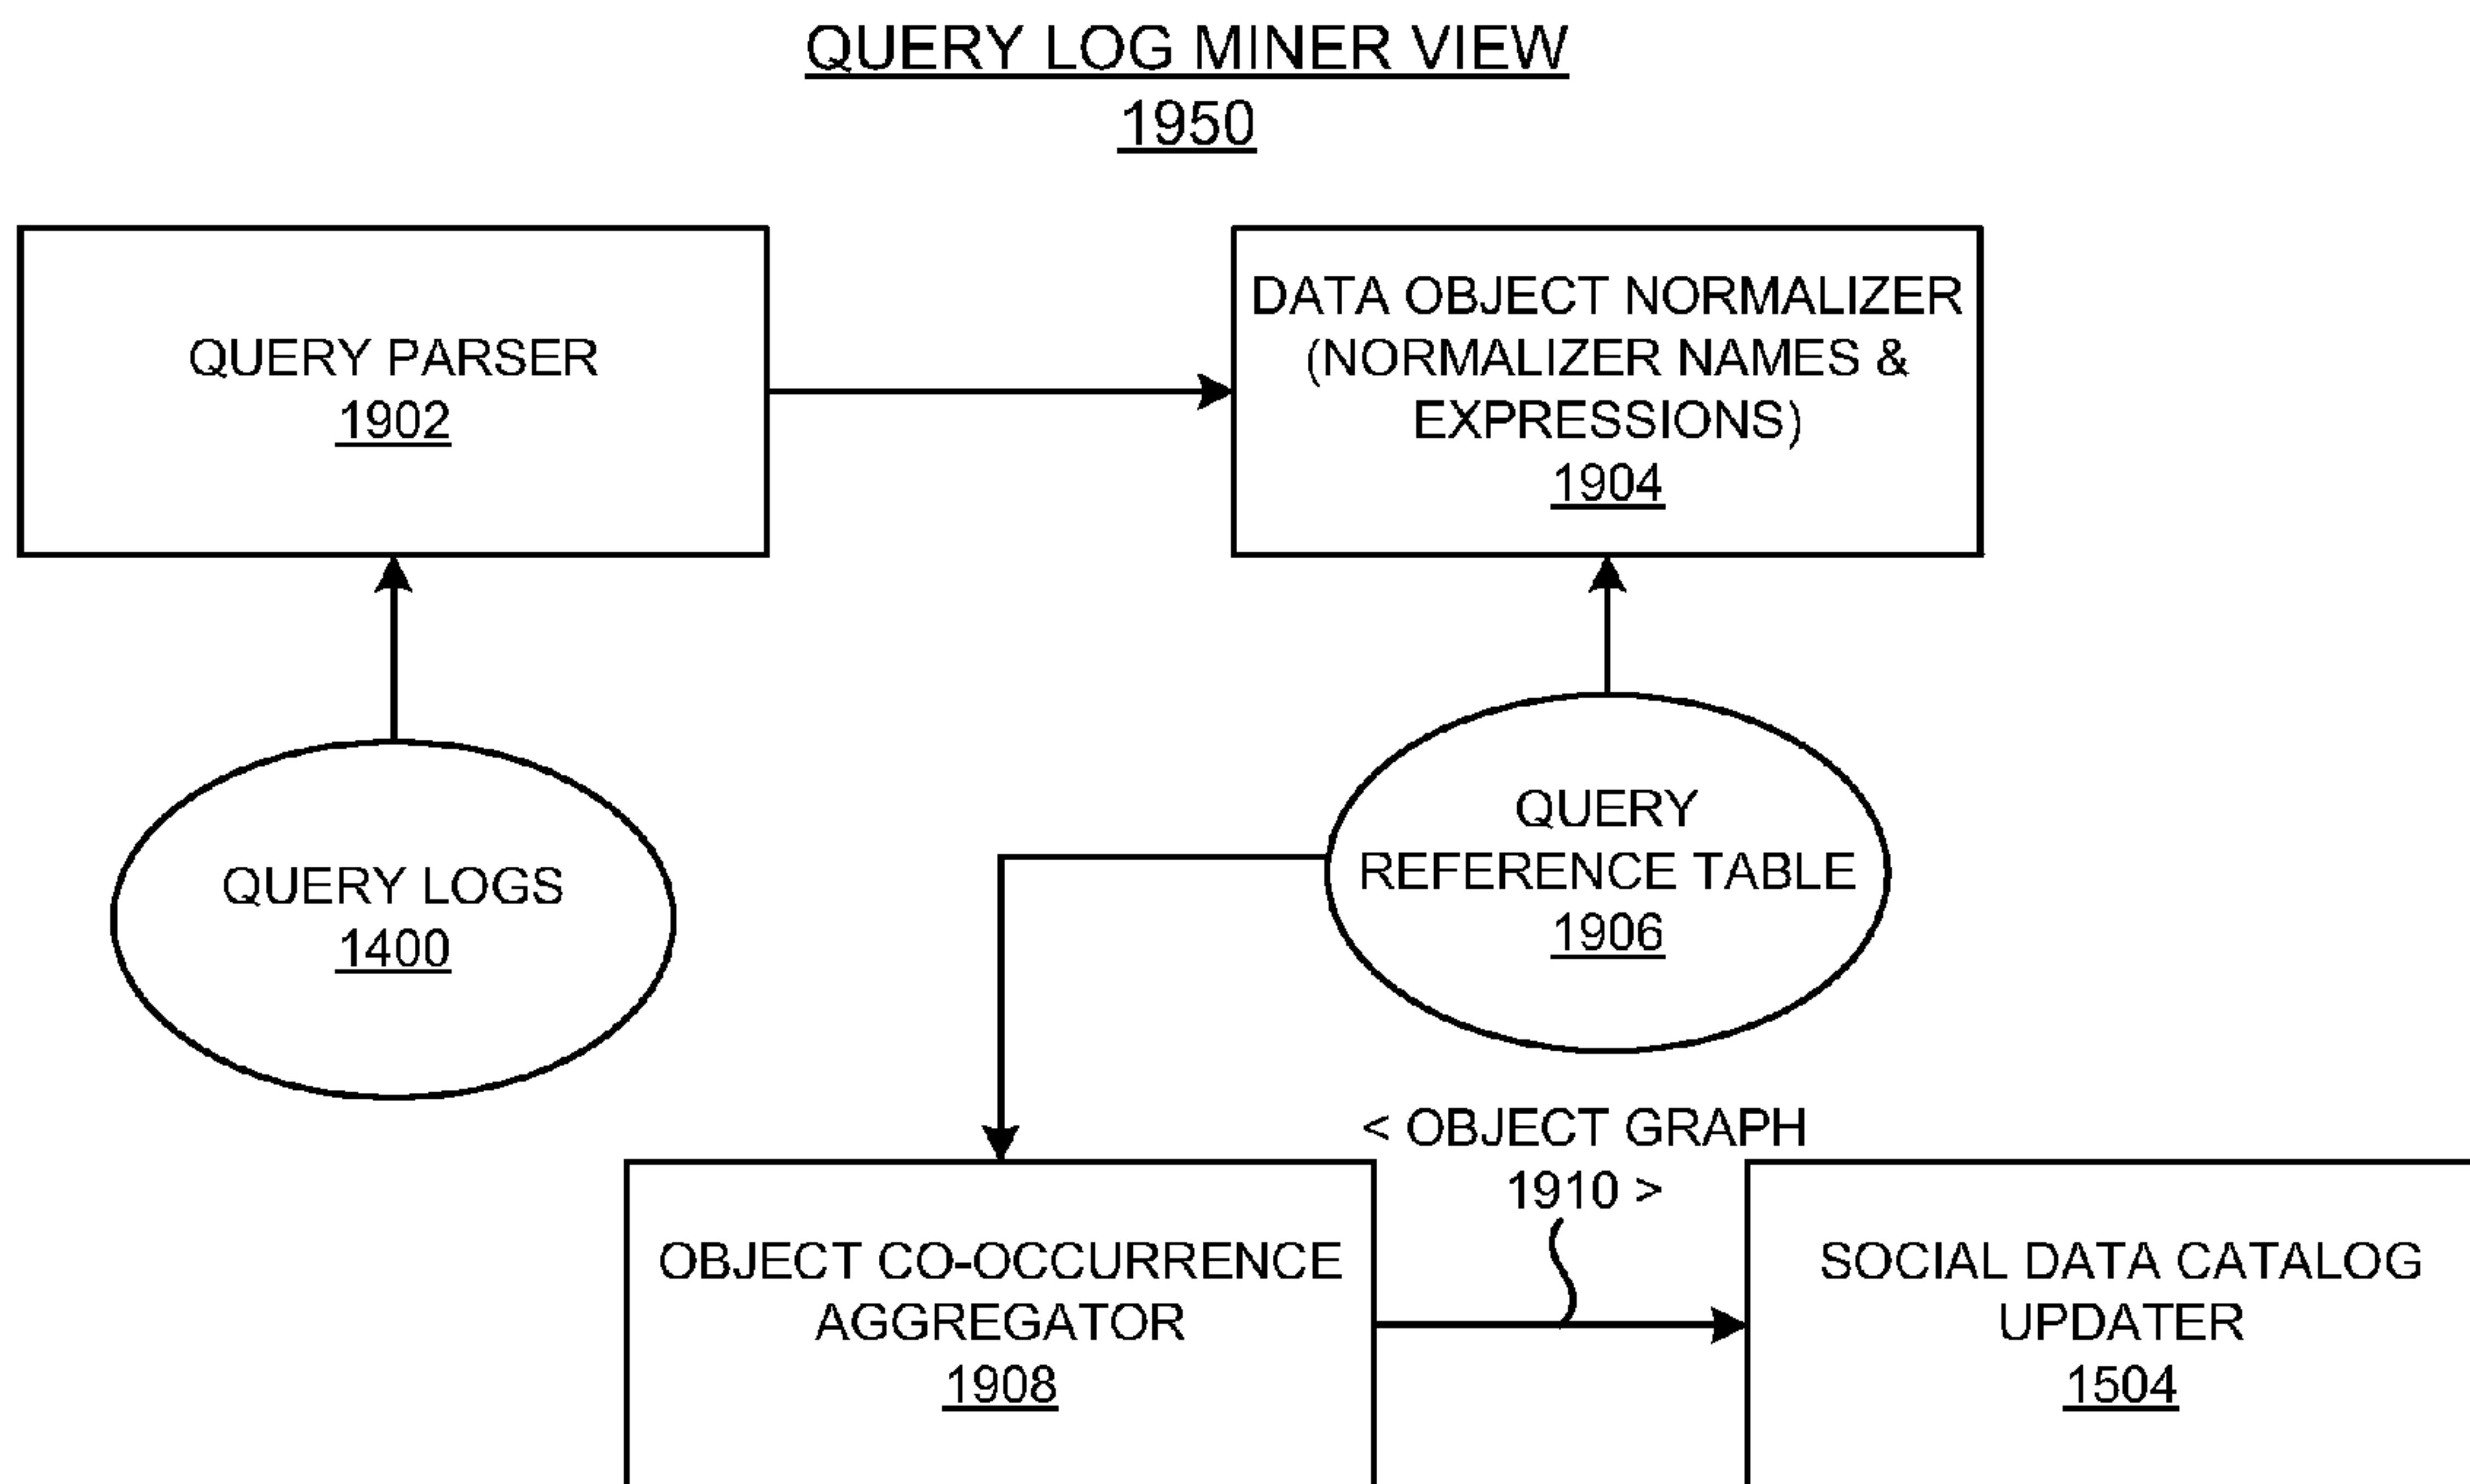 QUERY LOG MINER VIEW
1950
QUERY PARSER
1902
DATA OBJECT NORMALIZER
(NORMALIZER NAMES &
EXPRESSIONS)
1904
QUERY LOGS
1400
QUERY
REFERENCE TABLE
1906
< OBJECT GRAPH
1910 >
OBJECT CO-OCCURRENCE
AGGREGATOR
1908
SOCIAL DATA CATALOG
UPDATER
1504